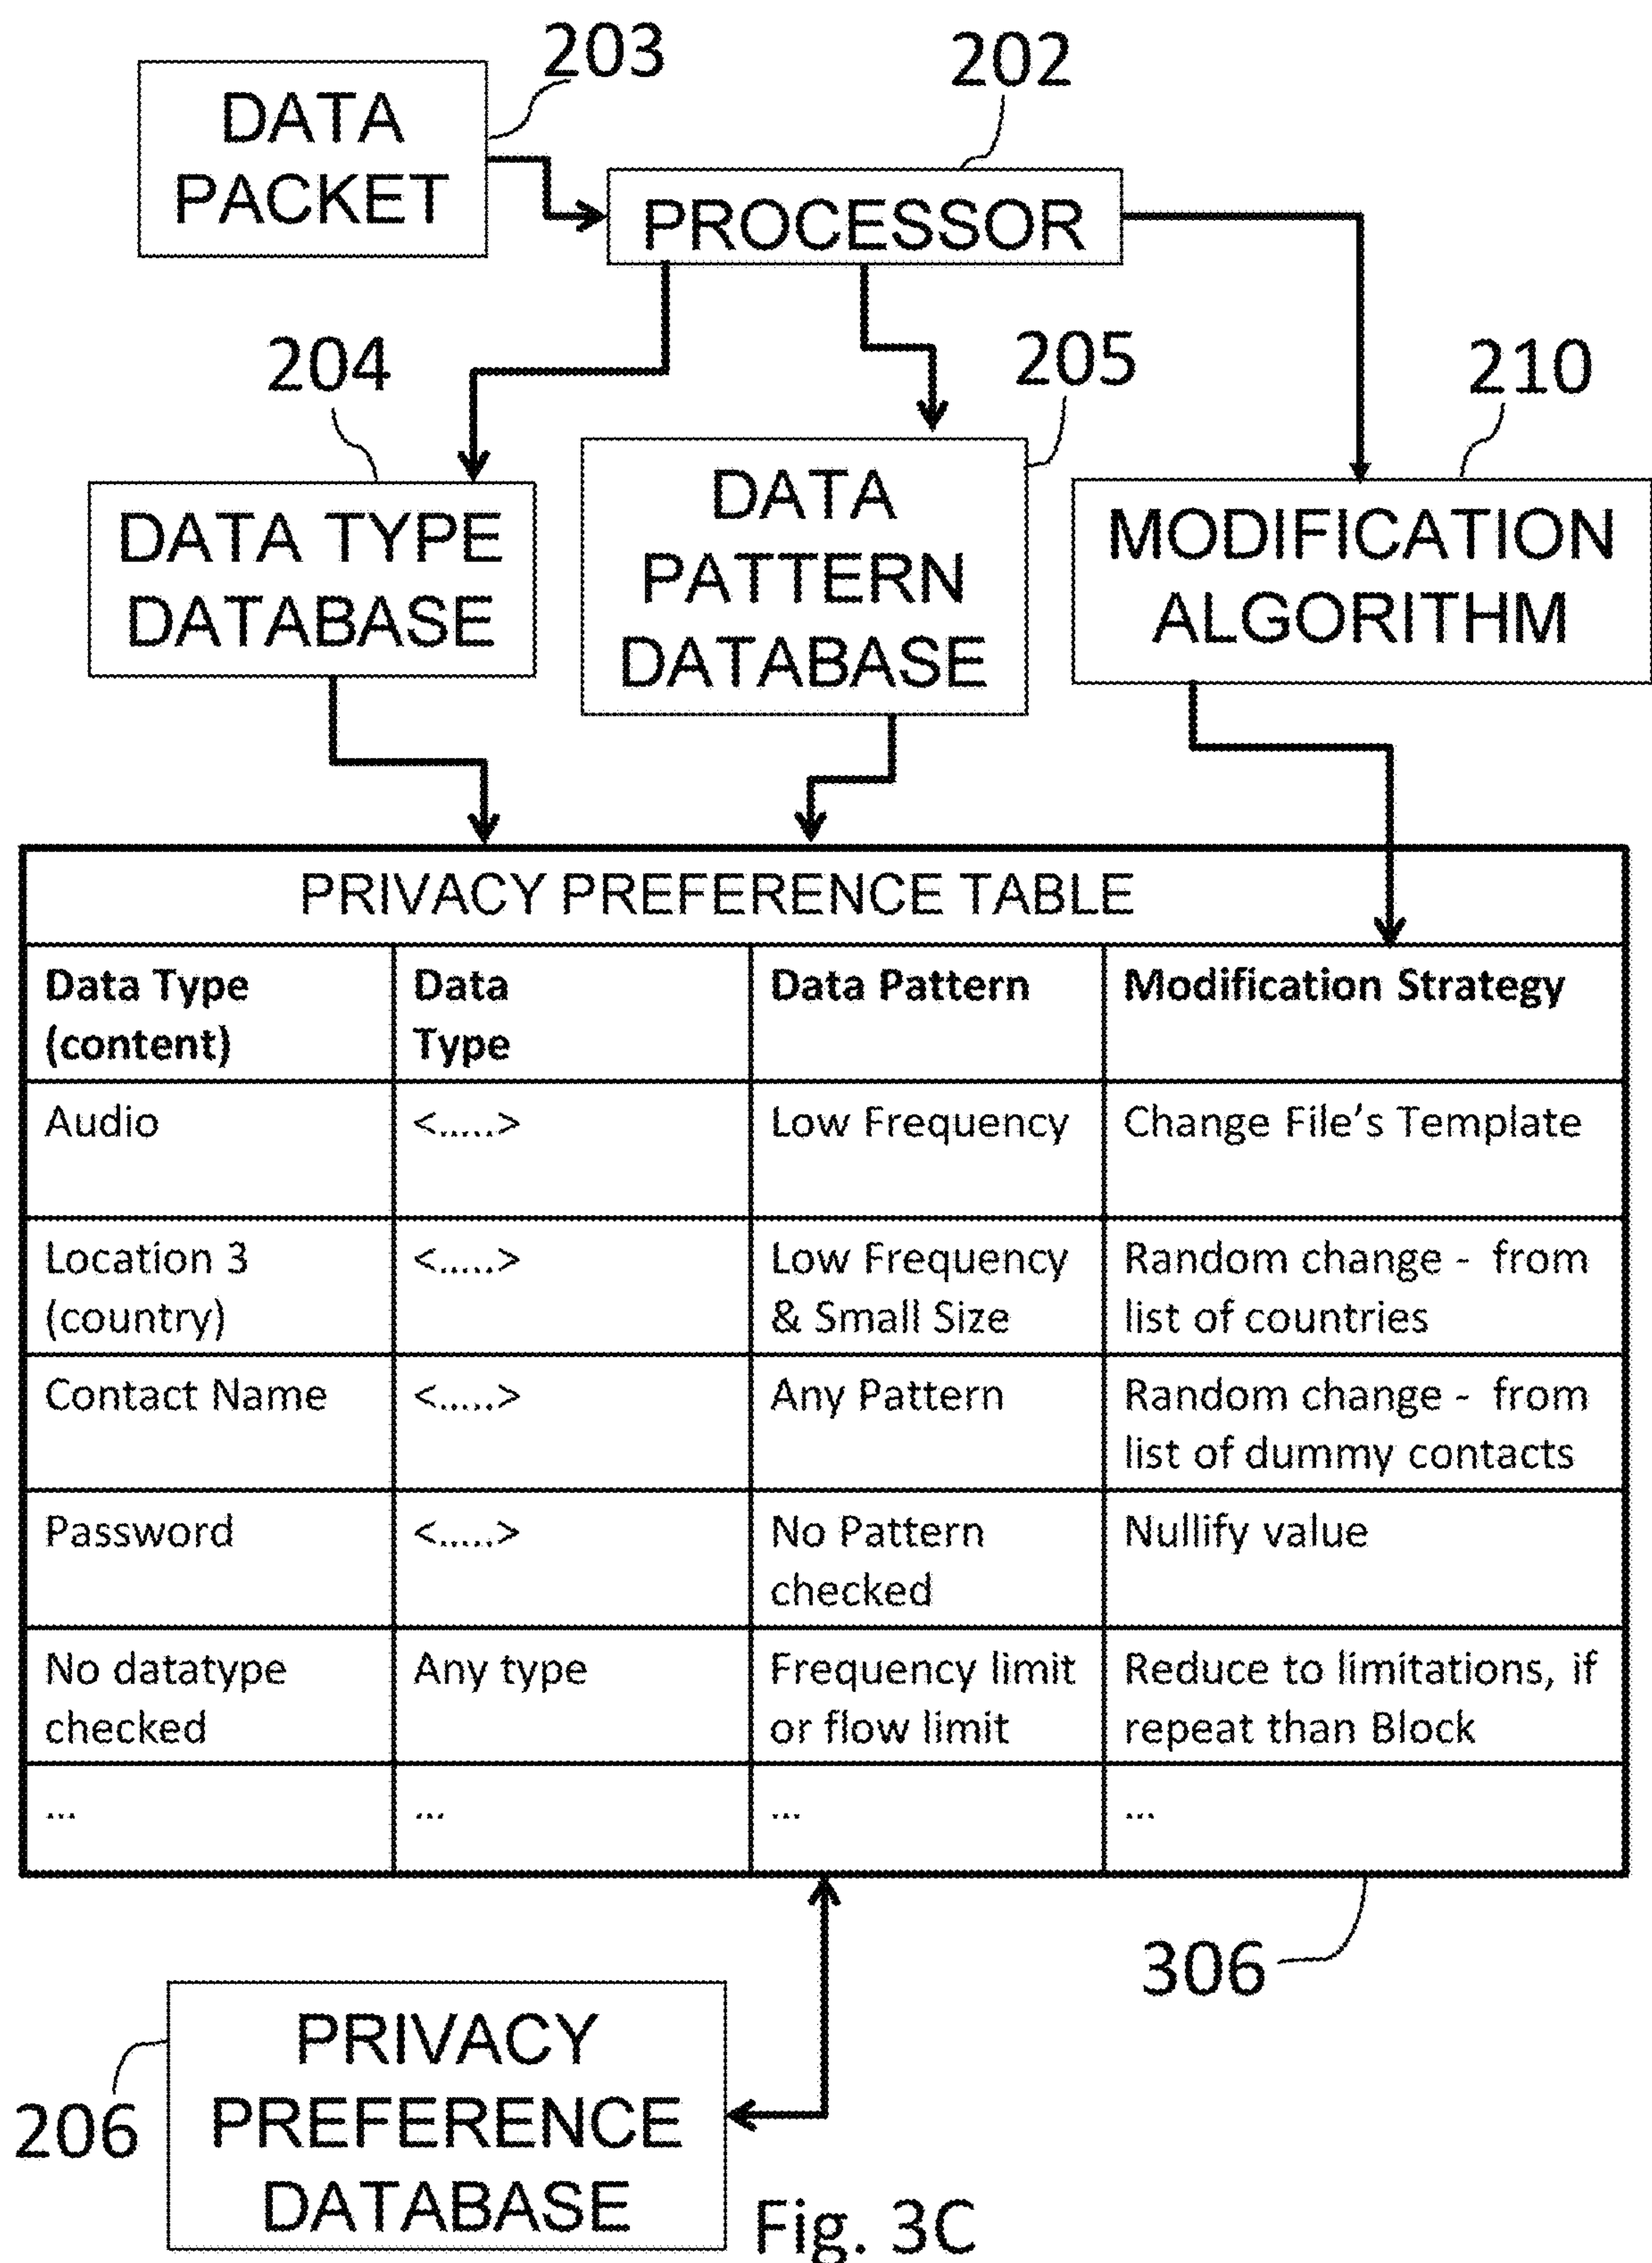 203
202
DATA
PACKET
PROCESSOR
204
205
210
DATA TYPE
DATABASE
DATA
PATTERN
DATABASE
MODIFICATION
ALGORITHM
PRIVACY PREFERENCE TABLE
Data Type
(content)
Data
Type
Data Pattern
Modification Strategy
Audio
<.....>
Low Frequency
Change File's Template
Location 3
(country)
<.....>
Low Frequency
& Small Size
Random change - from
list of countries
Contact Name
<.....>
Any Pattern
Random change - from
list of dummy contacts
Password
<.....>
No Pattern
checked
Nullify value
No datatype
checked
Any type
Frequency limit
or flow limit
Reduce to limitations, if
repeat than Block
...
...
...
...
306
206
PRIVACY
PREFERENCE
DATABASE
Fig. 3C